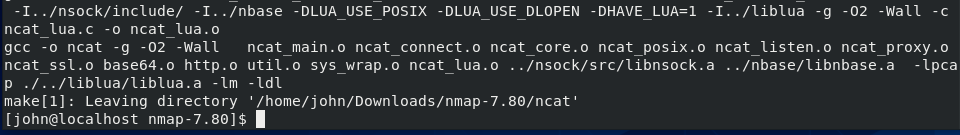 -I../nsock/include/ -I../nbase -DLUA_USE_POSIX -DLUA_USE_DLOPEN -DHAVE_LUA=1 -I../liblua -g -O2 -Wall -c
ncat_lua.c -o ncat_lua.o
gcc -o ncat -g -O2 -Wall   ncat_main.o ncat_connect.o ncat_core.o ncat_posix.o ncat_listen.o ncat_proxy.o
ncat_ssl.o base64.o http.o util.o sys_wrap.o ncat_lua.o ../nsock/src/libnsock.a ../nbase/libnbase.a  -lpca
p ./../liblua/liblua.a -lm -ldl
make[1]: Leaving directory '/home/john/Downloads/nmap-7.80/ncat'
[john@localhost nmap-7.80]$